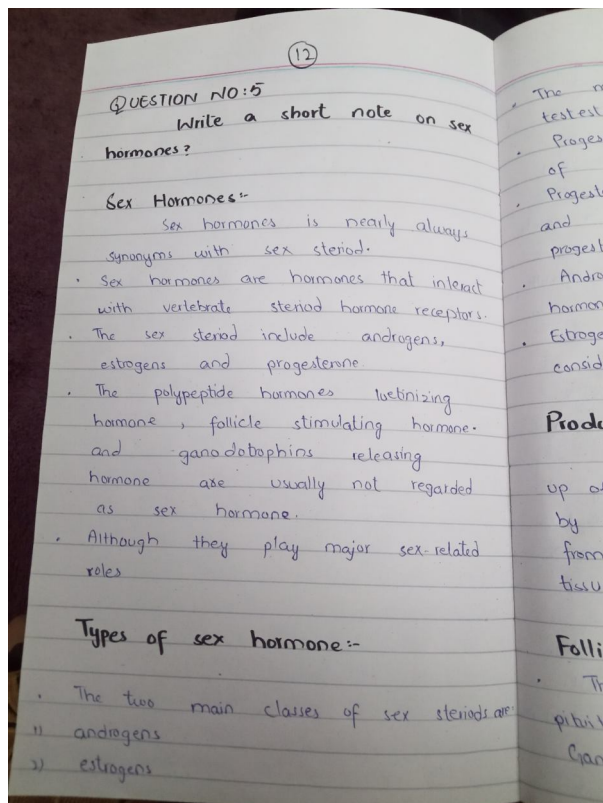 12
QUESTION NO:5
Write a short note on sex
hormones?
Sex Hormones:-
Sex hormones is nearly always
synonyms with sex steriod.
· Sex hormones are hormones that interact
with vertebrate steriod hormone receptors.
· The sex steriod include androgens,
estrogens and progesterone
· The polypeptide hormones luetinizing
hormone, follicle stimulating hormone.
and ganodotophins releasing
hormone are usually not regarded
as sex hormone.
· Although they play major sex-related
roles
Types of sex hormone:-
· The two main classes of sex steriods are
1) androgens
2) estrogens
· The
testest
· Proges
of
· Progest
and
progest
· Andro
hormon
· Estroge
consid
Produ
up of
by
from
tissu
Folli
· Th
pituit
Gan